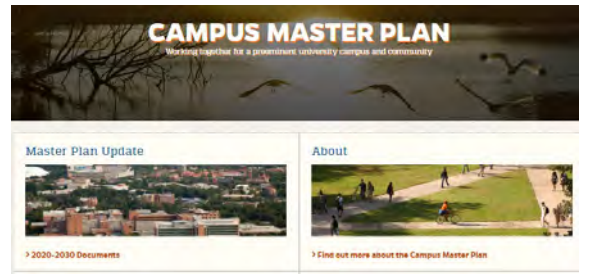 CAMPUS MASTER PLAN
Working together for a preeminent university campus and community
Master Plan Update
About
> 2020-2030 Documents
> Find out more about the Campus Master Plan